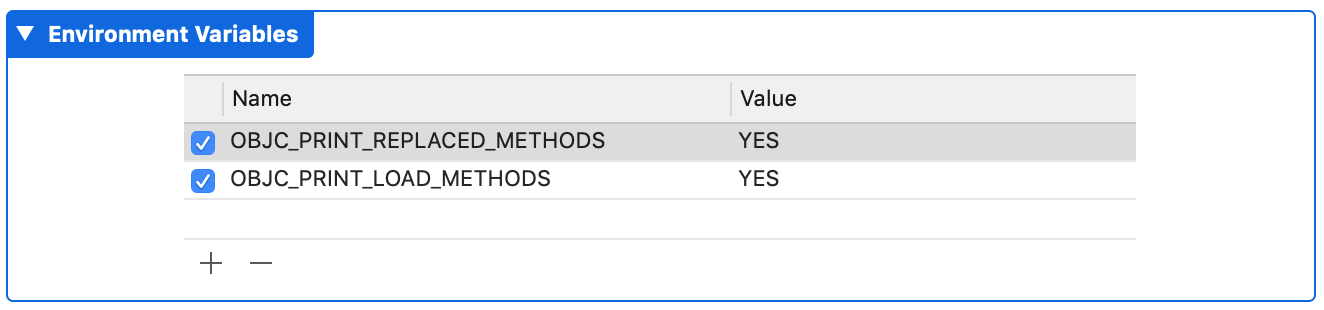 Environment Variables
Name Value
OBJC_PRINT_REPLACED_METHODS YES
OBJC_PRINT_LOAD_METHODS YES